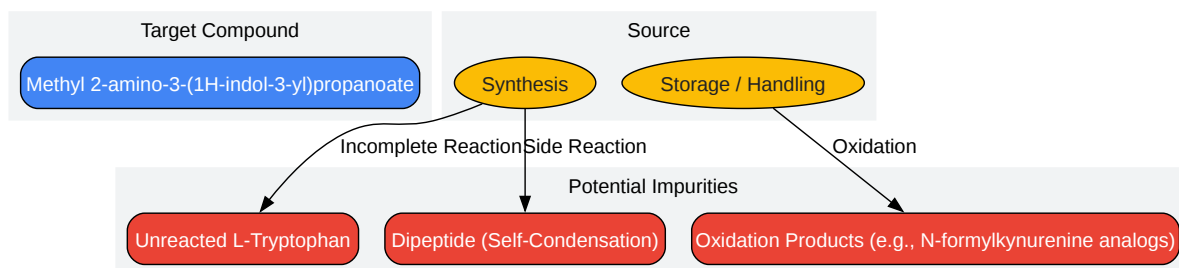 Target Compound
Source
Methyl 2-amino-3-(1H-indol-3-yl)propanoate
Synthesis
Storage / Handling
Incomplete Reaction
Side Reaction
Oxidation
Potential Impurities
Unreacted L-Tryptophan
Dipeptide (Self-Condensation)
Oxidation Products (e.g., N-formylkynurenine analogs)